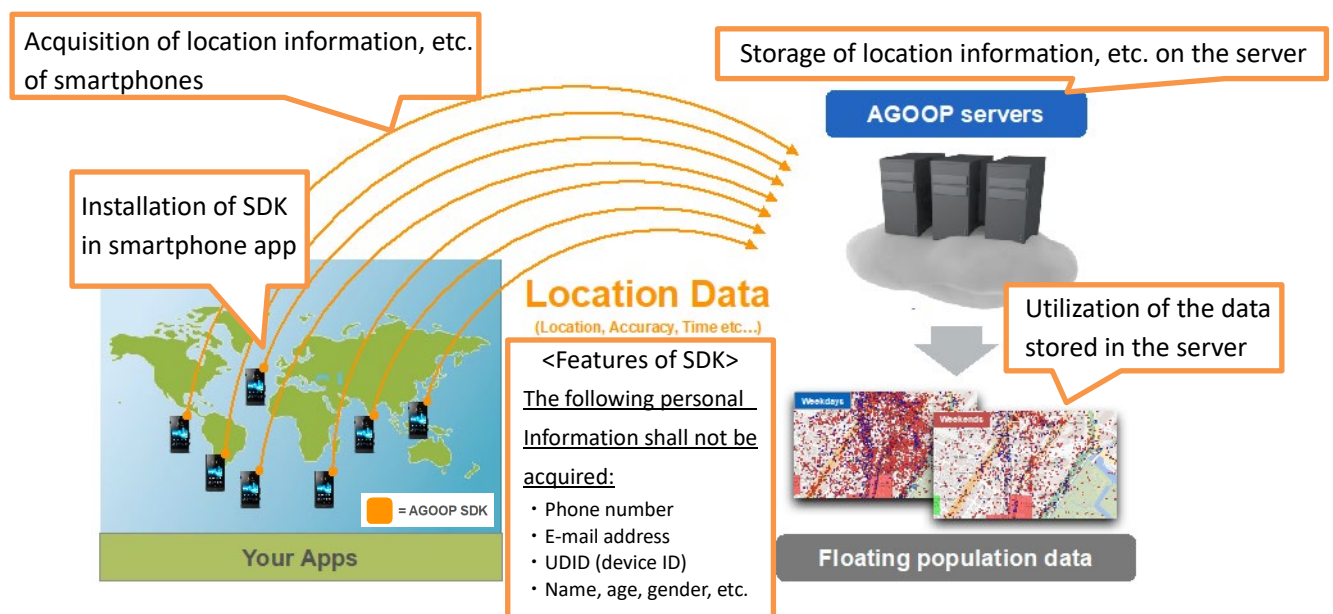 Acquisition of location information, etc.
of smartphones
Storage of location information, etc. on the server
AGOOP servers
Installation of SDK
in smartphone app
Location Data
(Location, Accuracy, Time etc...)
Utilization of the data
stored in the server
<Features of SDK>
The following personal
Information shall not be
acquired:
・Phone number
・E-mail address
・UDID (device ID)
・Name, age, gender, etc.
Weekdays
Weekends
= AGOOP SDK
Your Apps
Floating population data